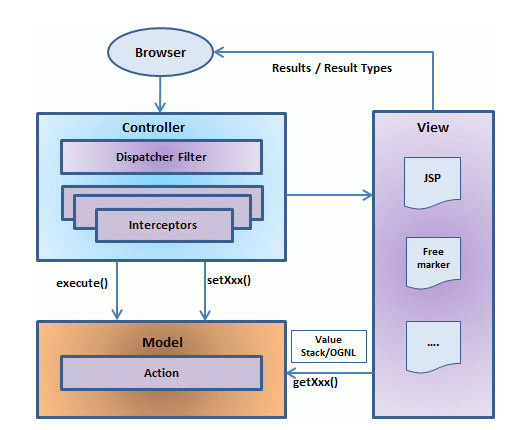 Browser
Results / Result Types
Controller
Dispatcher Filter
Interceptors
View
JSP
Free
marker
....
execute()
setXxx()
Model
Action
Value
Stack/OGNL
getXxx()